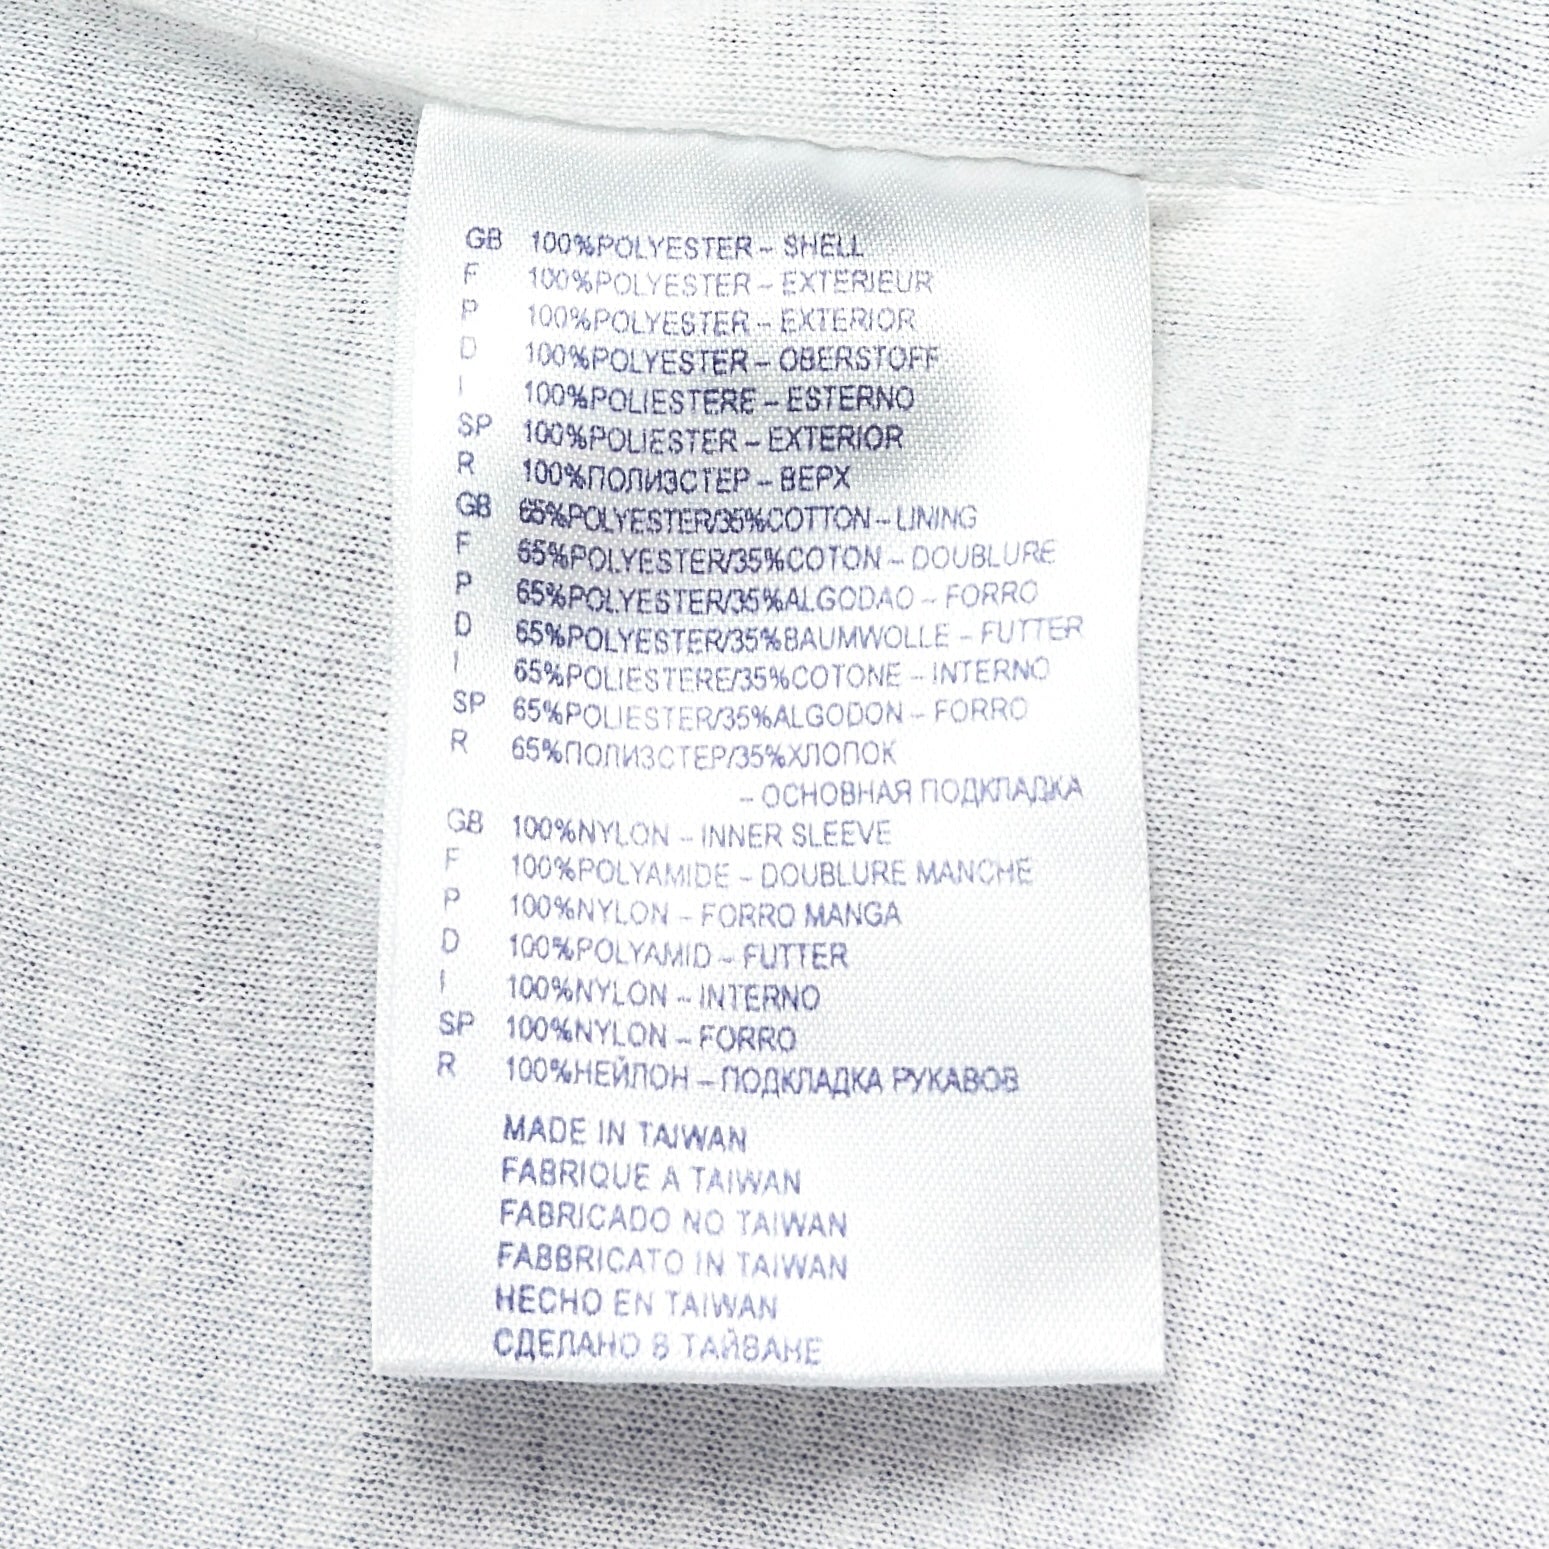 GB 100%POLYESTER – SHELL
F 100%POLYESTER – EXTERIEUR
P 100%POLYESTER – EXTERIOR
D 100%POLYESTER – OBERSTOFF
I 100%POLIESTERE – ESTERNO
SP 100%POLIESTER – EXTERIOR
R 100%ПОЛИЭСТЕР – ВЕРХ
GB 65%POLYESTER/35%COTTON – LINING
F 65%POLYESTER/35%COTON – DOUBLURE
P 65%POLYESTER/35%ALGODAO – FORRO
D 65%POLYESTER/35%BAUMWOLLE – FUTTER
I 65%POLIESTERE/35%COTONE – INTERNO
SP 65%POLIESTER/35%ALGODON – FORRO
R 65%ПОЛИЭСТЕР/35%ХЛОПОК
– ОСНОВНАЯ ПОДКЛАДКА
GB 100%NYLON – INNER SLEEVE
F 100%POLYAMIDE – DOUBLURE MANCHE
P 100%NYLON – FORRO MANGA
D 100%POLYAMID – FUTTER
I 100%NYLON – INTERNO
SP 100%NYLON – FORRO
R 100%НЕЙЛОН – ПОДКЛАДКА РУКАВОВ
MADE IN TAIWAN
FABRIQUE A TAIWAN
FABRICADO NO TAIWAN
FABBRICATO IN TAIWAN
HECHO EN TAIWAN
СДЕЛАНО В ТАЙВАНЕ